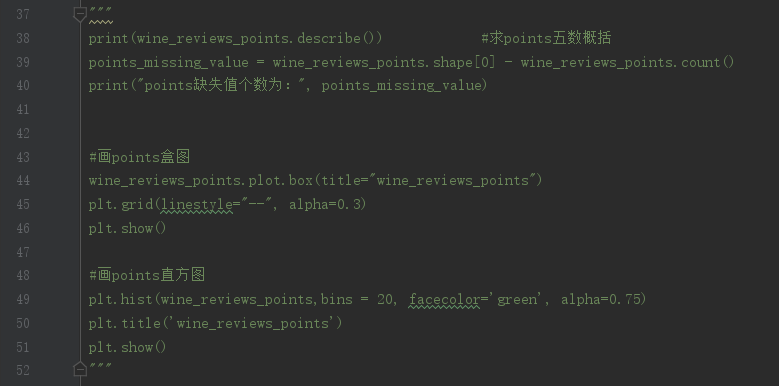 37 """
38 print(wine_reviews_points.describe()) #求points五数概括
39 points_missing_value = wine_reviews_points.shape[0] - wine_reviews_points.count()
40 print("points缺失值个数为:", points_missing_value)
41
42
43 #画points盒图
44 wine_reviews_points.plot.box(title="wine_reviews_points")
45 plt.grid(linestyle="--", alpha=0.3)
46 plt.show()
47
48 #画points直方图
49 plt.hist(wine_reviews_points,bins = 20, facecolor='green', alpha=0.75)
50 plt.title('wine_reviews_points')
51 plt.show()
52 """